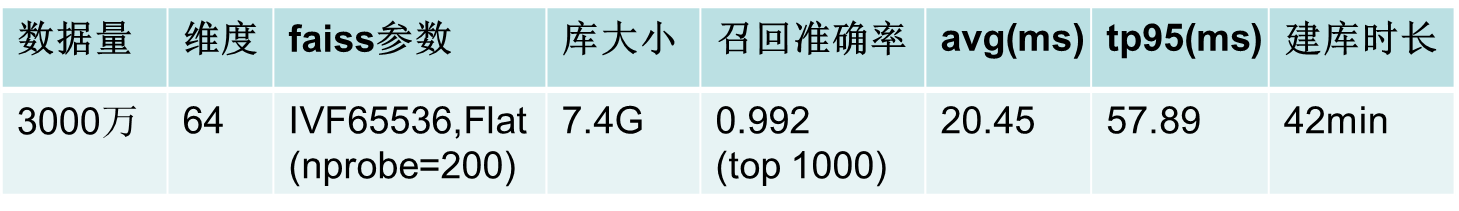 数据量 维度 faiss参数 库大小 召回准确率 avg(ms) tp95(ms) 建库时长
3000万 64 IVF65536,Flat 7.4G 0.992 20.45 57.89 42min
(nprobe=200) (top 1000)